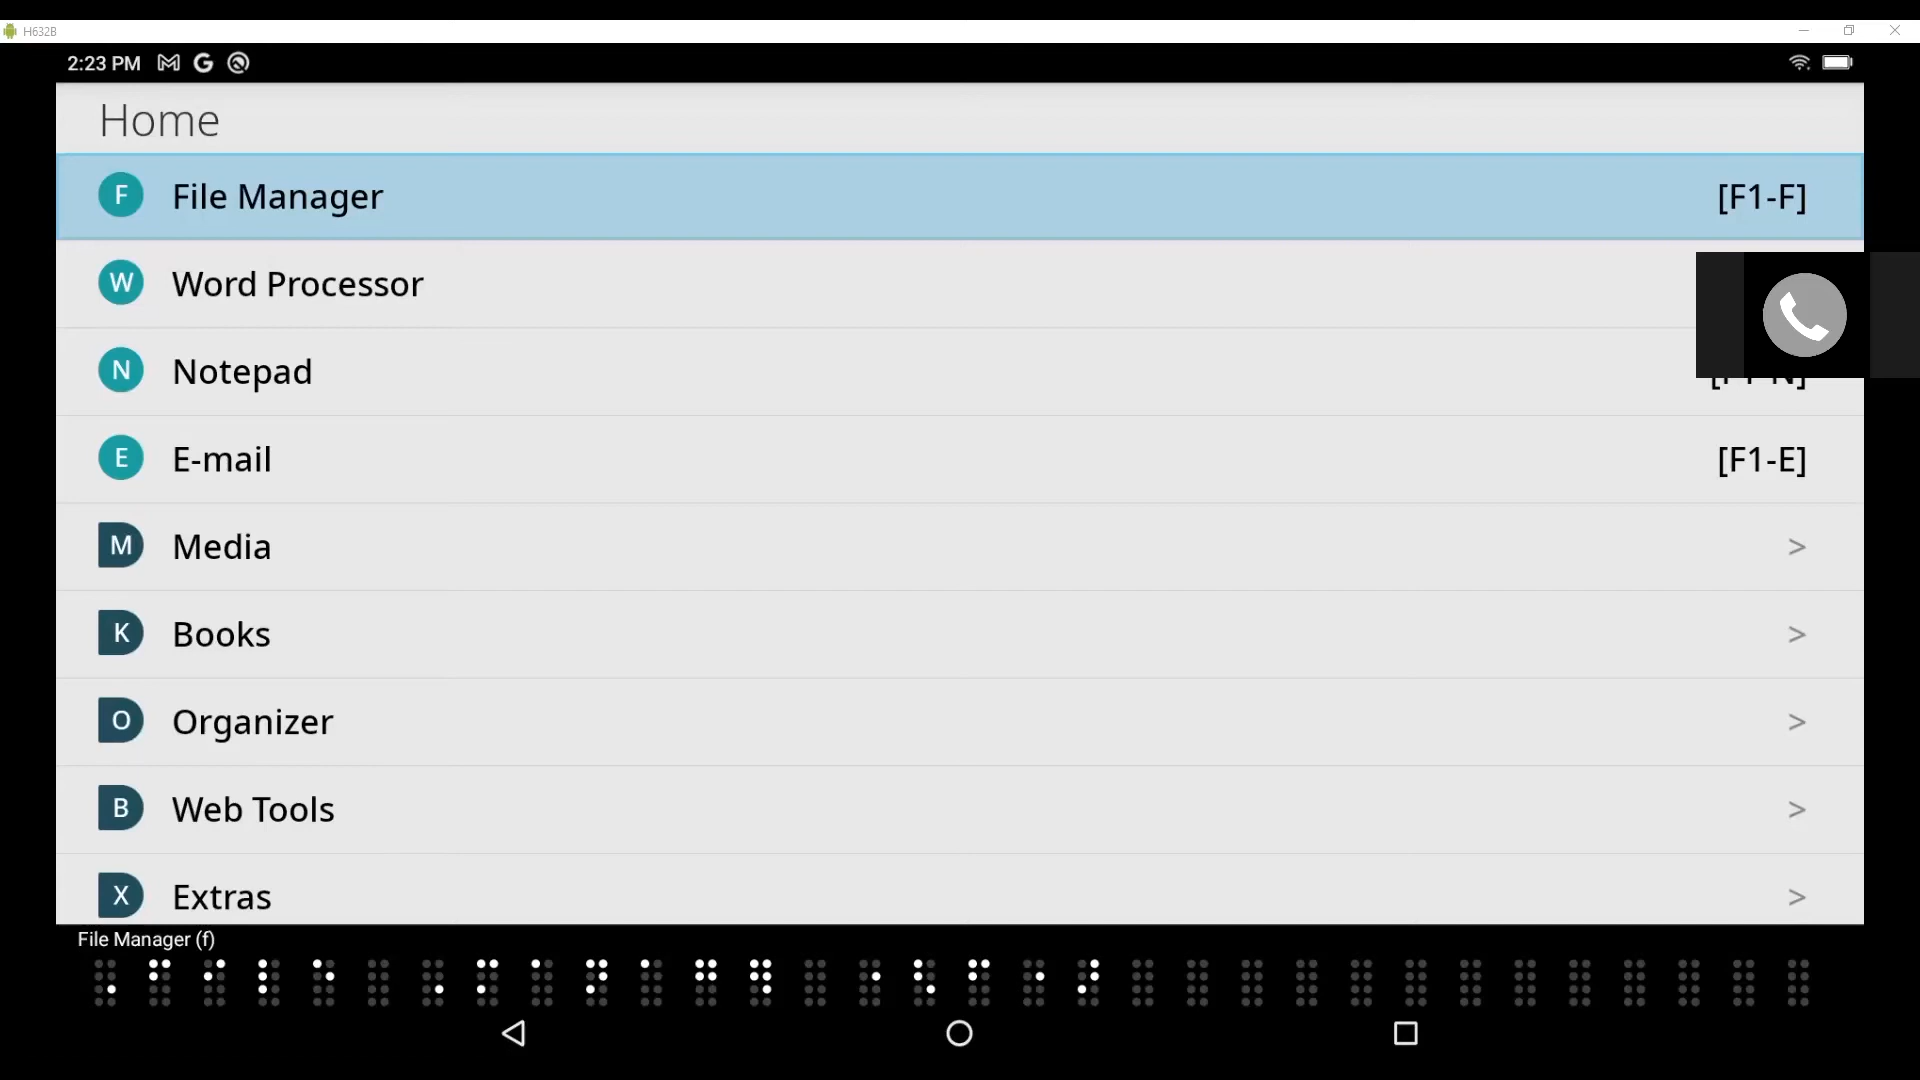 H632B
2:23 PM
Home
F File Manager [F1-F]
W Word Processor
N Notepad
E E-mail [F1-E]
M Media >
K Books >
O Organizer >
B Web Tools >
X Extras >
File Manager (f)